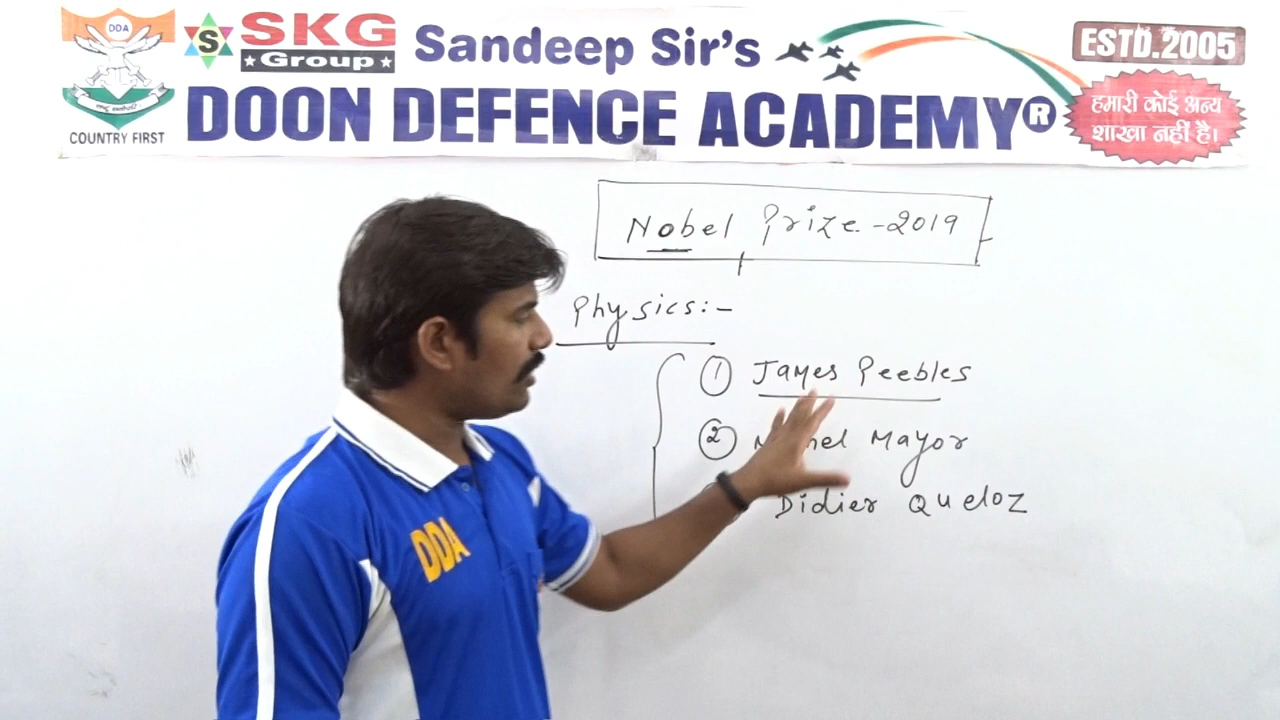 DDA
COUNTRY FIRST
S
SKG
★Group★
Sandeep Sir's
DOON DEFENCE ACADEMY®
ESTD.2005
हमारी कोई अन्य
शाखा नहीं है।
Nobel Prize-2019
Physics:-
① James Peebles
② Mayor
Didier Queloz
DDA